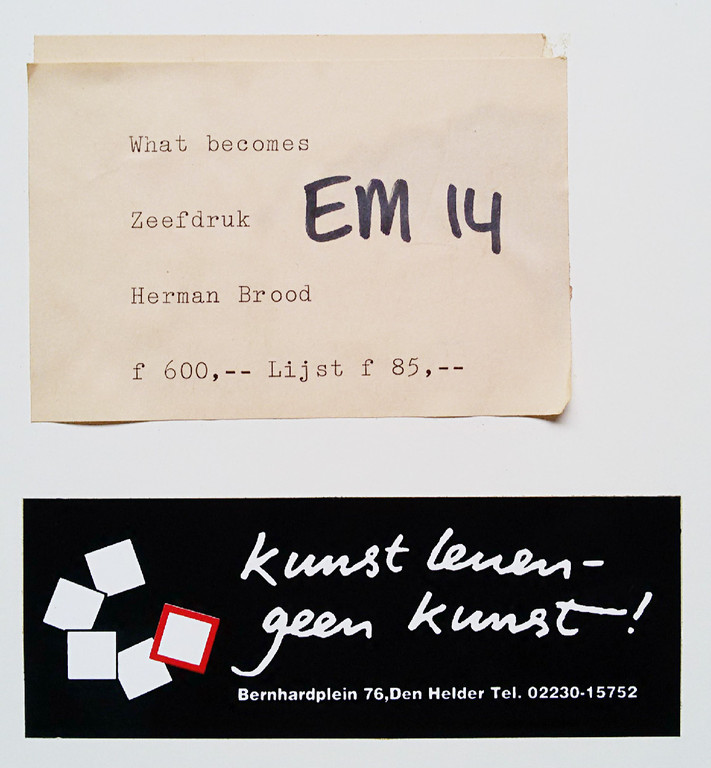 What becomes
EM 14
Zeefdruk
Herman Brood
f 600,-- Lijst f 85,--
kunst lenen-
geen kunst!
Bernhardplein 76,Den Helder Tel. 02230-15752